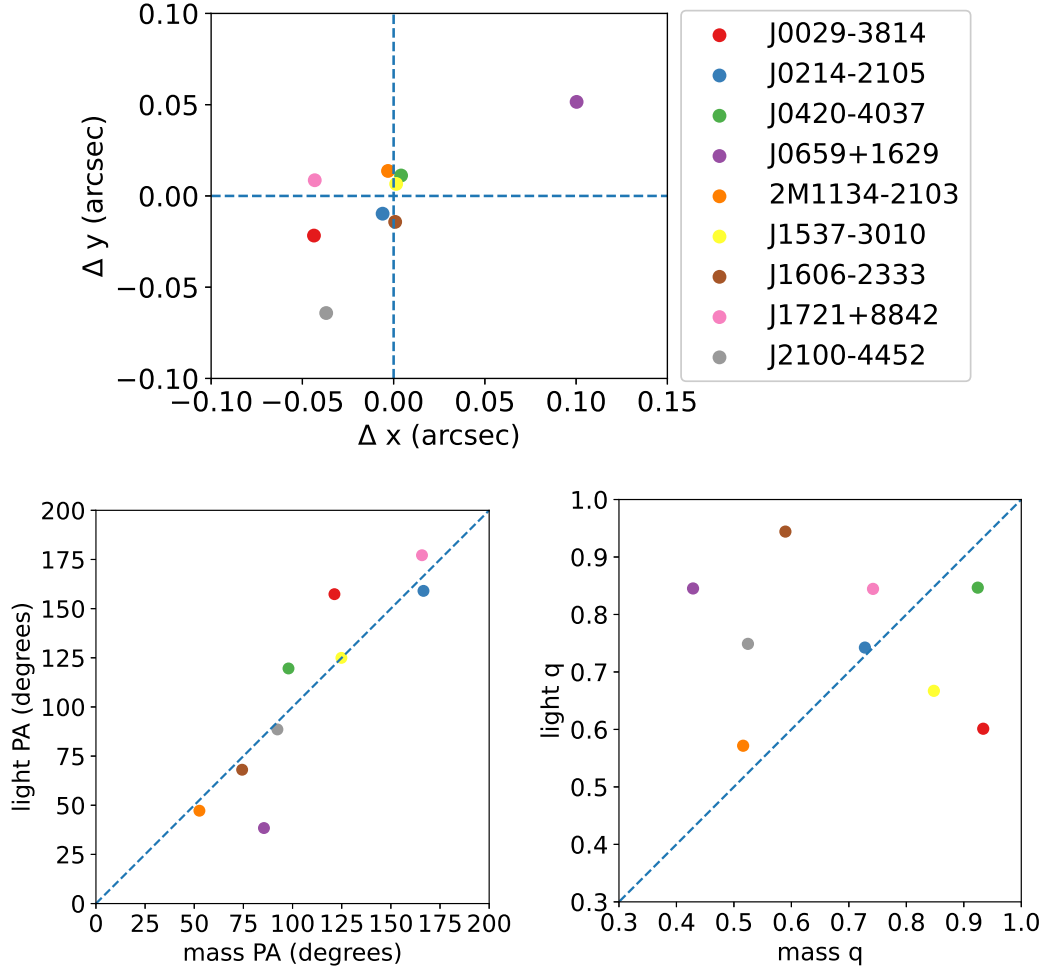 0.10
0.05
0.00
−0.05
−0.10
Δ y (arcsec)
−0.10 −0.05 0.00 0.05 0.10 0.15
Δ x (arcsec)
J0029-3814
J0214-2105
J0420-4037
J0659+1629
2M1134-2103
J1537-3010
J1606-2333
J1721+8842
J2100-4452
200
175
150
125
100
75
50
25
0
light PA (degrees)
0 25 50 75 100 125 150 175 200
mass PA (degrees)
1.0
0.9
0.8
0.7
0.6
0.5
0.4
0.3
light q
0.3 0.4 0.5 0.6 0.7 0.8 0.9 1.0
mass q